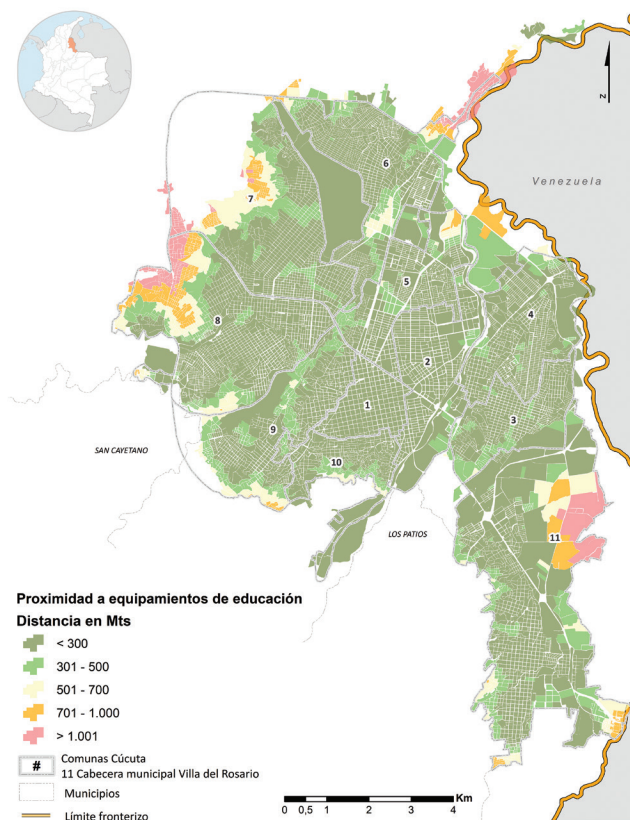 Z
Venezuela
6
7
5
4
8
2
1
3
9
SAN CAYETANO
10
LOS PATIOS
11
Proximidad a equipamientos de educación
Distancia en Mts
< 300
301 - 500
501 - 700
701 - 1.000
> 1.001
# Comunas Cúcuta
11 Cabecera municipal Villa del Rosario
Municipios
Límite fronterizo
Km
0 0,5 1 2 3 4